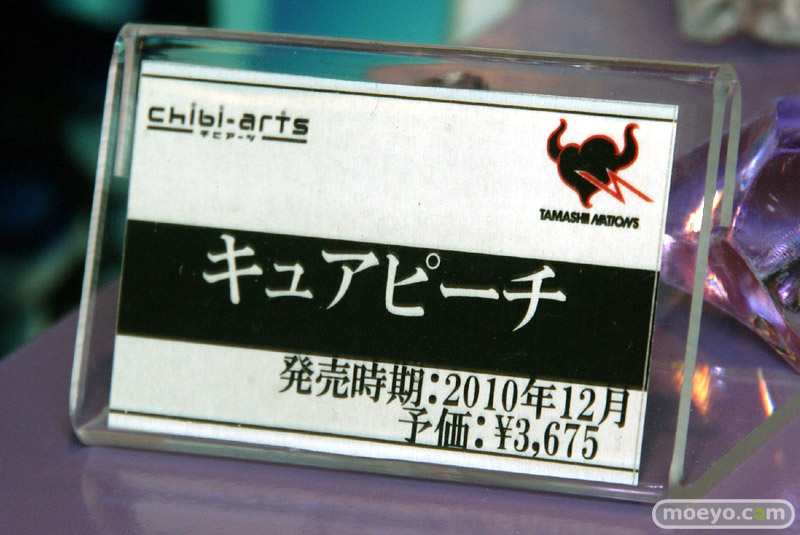 chibi-arts
チビアーツ
TAMASHII NATIONS
キュアピーチ
発売時期:2010年12月
予価:¥3,675
moeyo.com